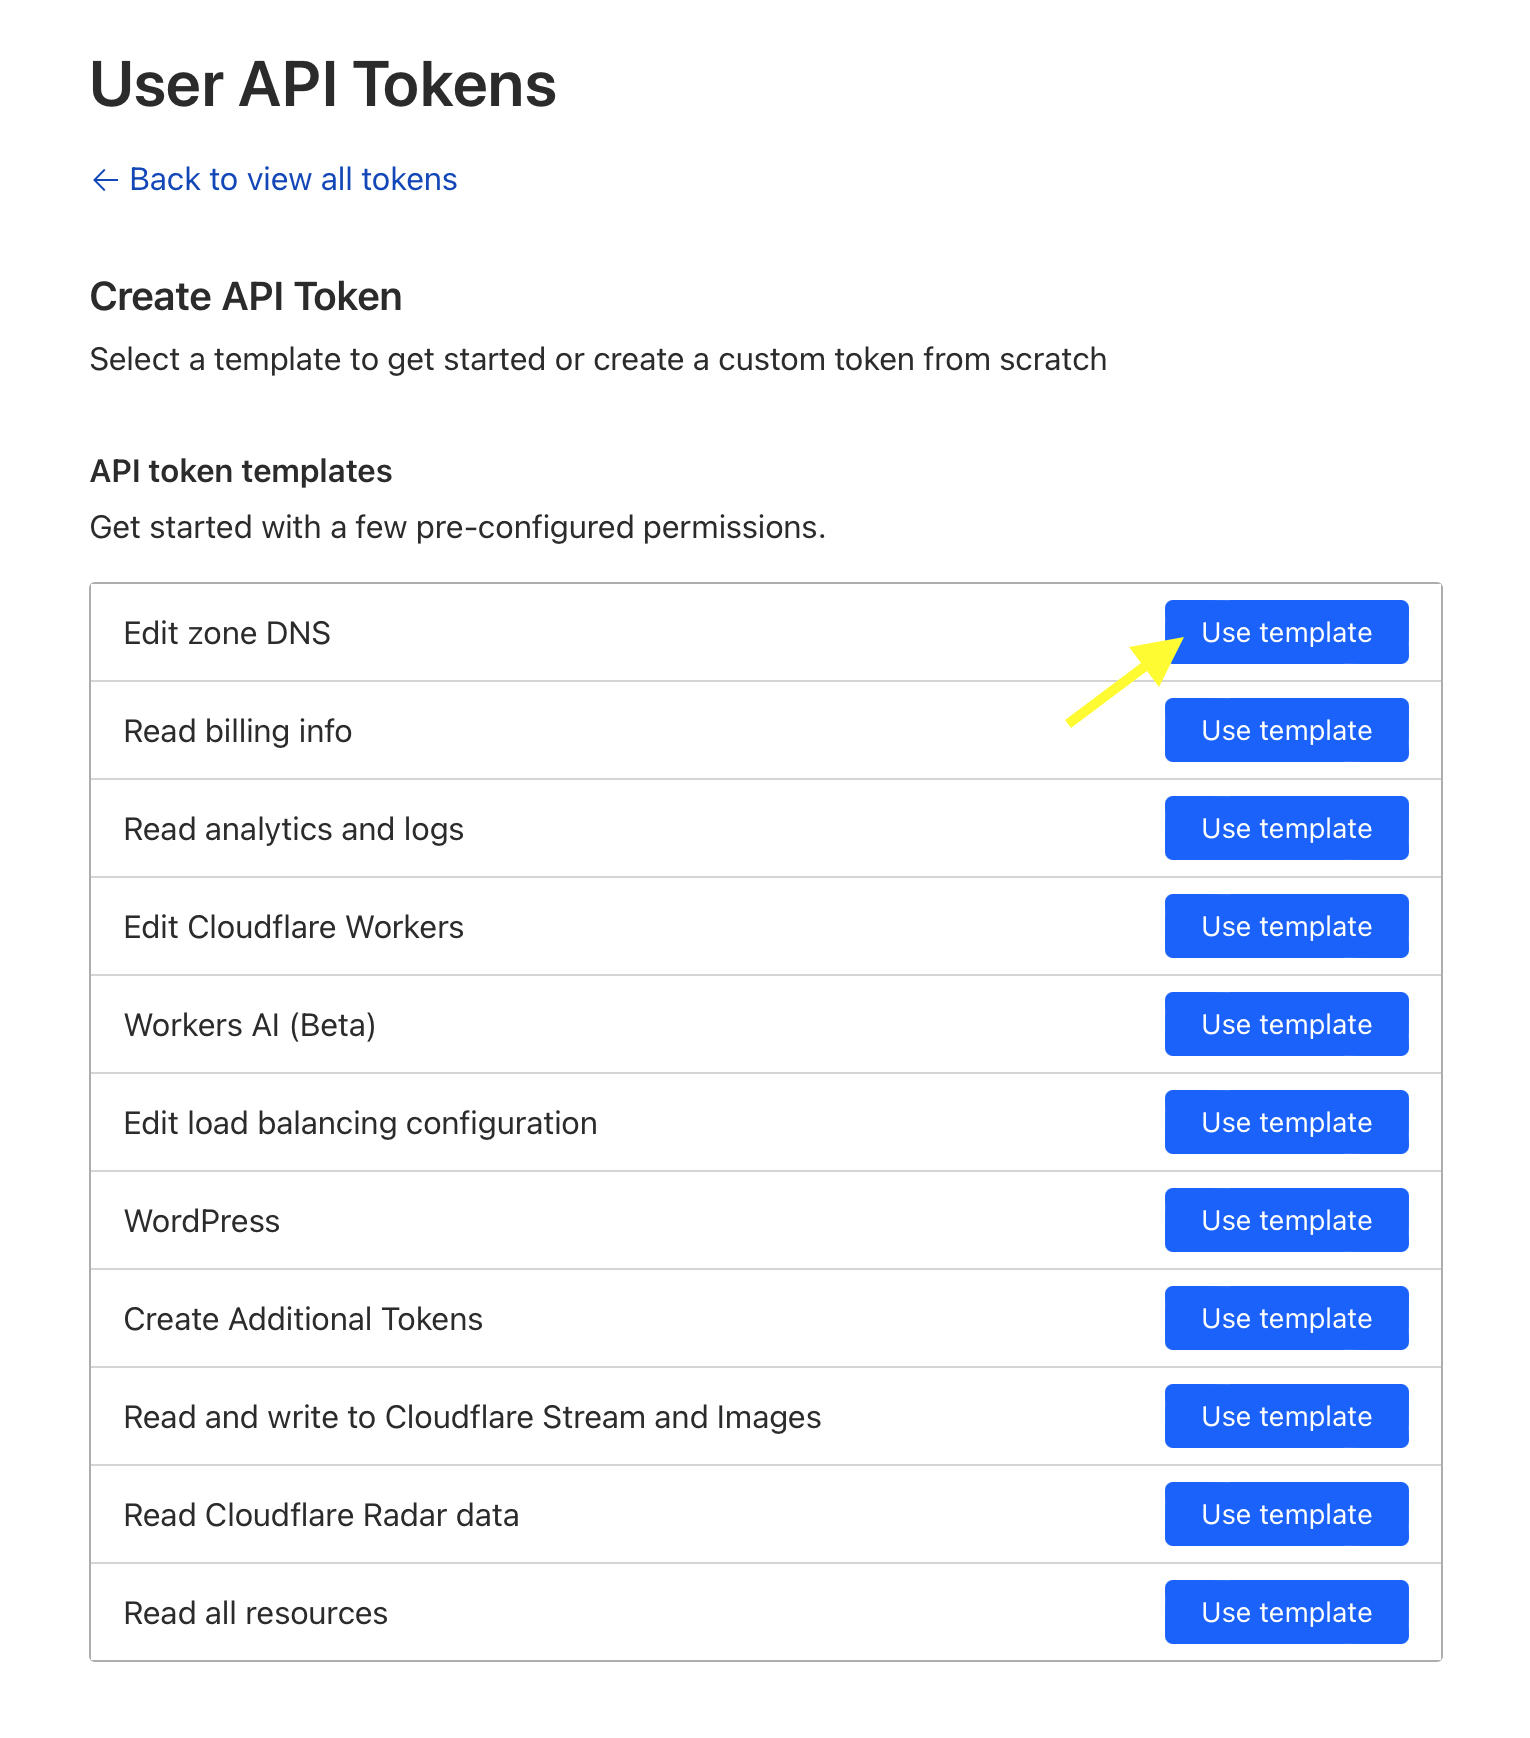 User API Tokens
← Back to view all tokens
Create API Token
Select a template to get started or create a custom token from scratch
API token templates
Get started with a few pre-configured permissions.
Edit zone DNS Use template
Read billing info Use template
Read analytics and logs Use template
Edit Cloudflare Workers Use template
Workers AI (Beta) Use template
Edit load balancing configuration Use template
WordPress Use template
Create Additional Tokens Use template
Read and write to Cloudflare Stream and Images Use template
Read Cloudflare Radar data Use template
Read all resources Use template